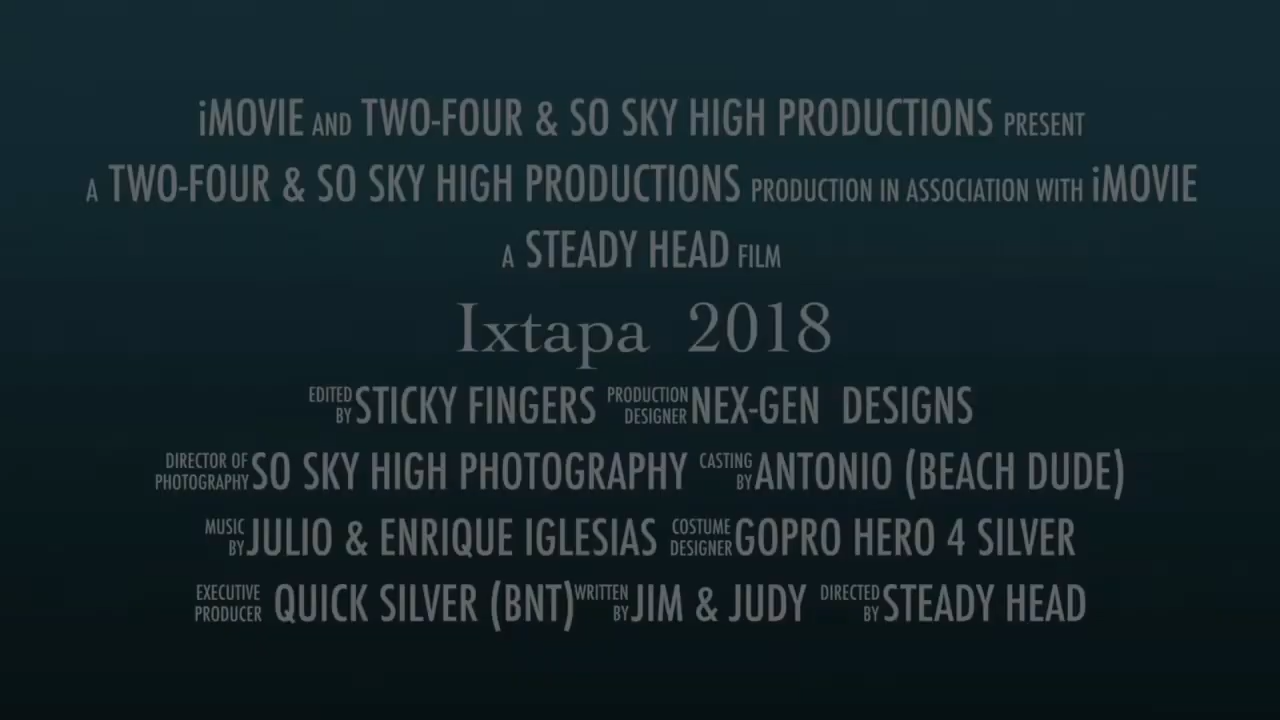 iMOVIE AND TWO-FOUR & SO SKY HIGH PRODUCTIONS PRESENT
A TWO-FOUR & SO SKY HIGH PRODUCTIONS PRODUCTION IN ASSOCIATION WITH iMOVIE
A STEADY HEAD FILM
Ixtapa 2018
EDITED BY STICKY FINGERS PRODUCTION DESIGNER NEX-GEN DESIGNS
DIRECTOR OF PHOTOGRAPHY SO SKY HIGH PHOTOGRAPHY CASTING BY ANTONIO (BEACH DUDE)
MUSIC BY JULIO & ENRIQUE IGLESIAS COSTUME DESIGNER GOPRO HERO 4 SILVER
EXECUTIVE PRODUCER QUICK SILVER (BNT) WRITTEN BY JIM & JUDY DIRECTED BY STEADY HEAD